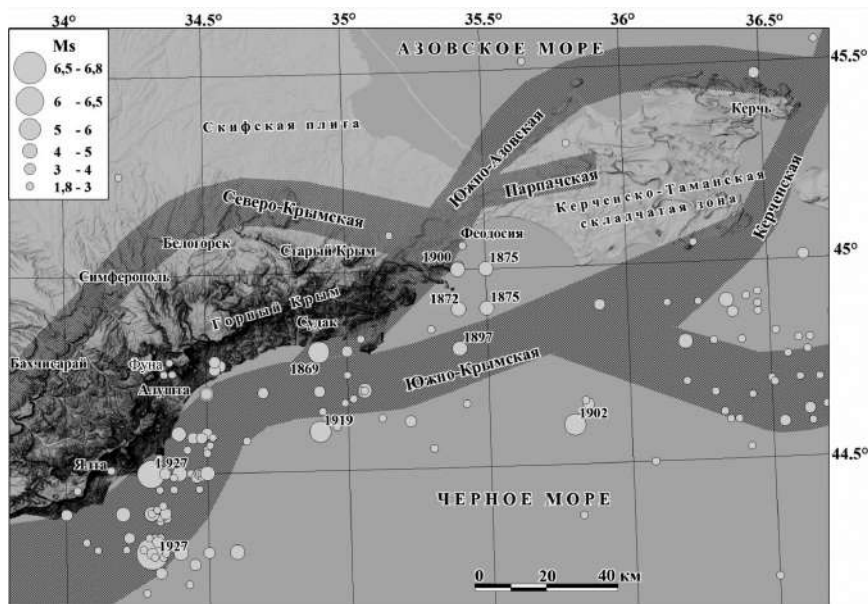 34° 34.5° 35° 35.5° 36° 36.5°
Ms
6,5 - 6,8
6 - 6,5
5 - 6
4 - 5
3 - 4
1,8 - 3
АЗОВСКОЕ МОРЕ
45.5°
Керчь
Скифская плита
Южно-Азовская
Парпачская
Керченско-Таманская
складчатая зона
Керченская
Северо-Крымская
Белогорск
Старый Крым
Феодосия
45°
Симферополь
1900
1875
Горный Крым
1872
1875
Судак
Бахчисарай
Фуна
1869
1897
Южно-Крымская
Алушта
1919
1902
44.5°
Ялта
1927
ЧЕРНОЕ МОРЕ
1927
0 20 40 км